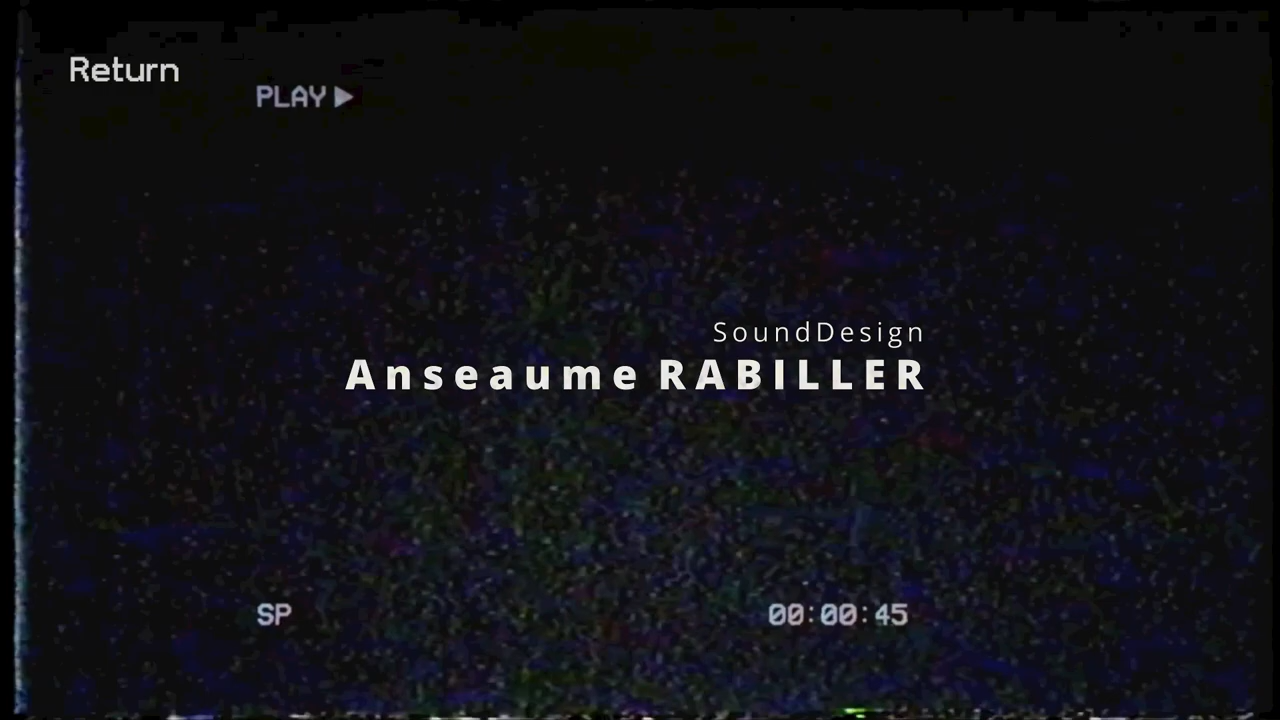 Return
PLAY ▶
SoundDesign
Anseaume RABILLER
SP
00:00:45